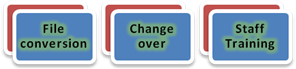 File
conversion
Change
over
Staff
Training